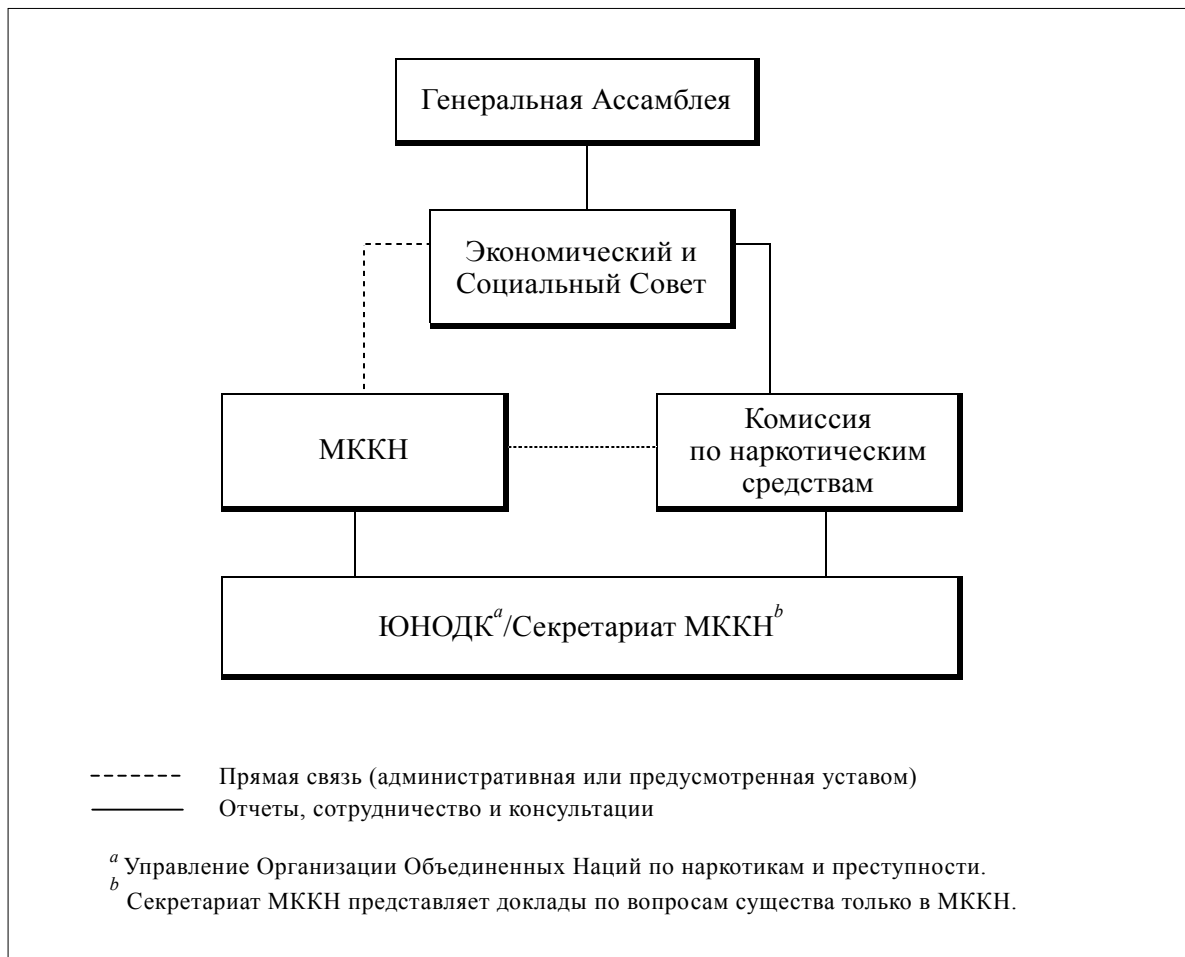 Генеральная Ассамблея
Экономический и
Социальный Совет
МККН
Комиссия
по наркотическим
средствам
ЮНОДКa/Секретариат МККНb
Прямая связь (административная или предусмотренная уставом)
Отчеты, сотрудничество и консультации
a Управление Организации Объединенных Наций по наркотикам и преступности.
b Секретариат МККН представляет доклады по вопросам существа только в МККН.